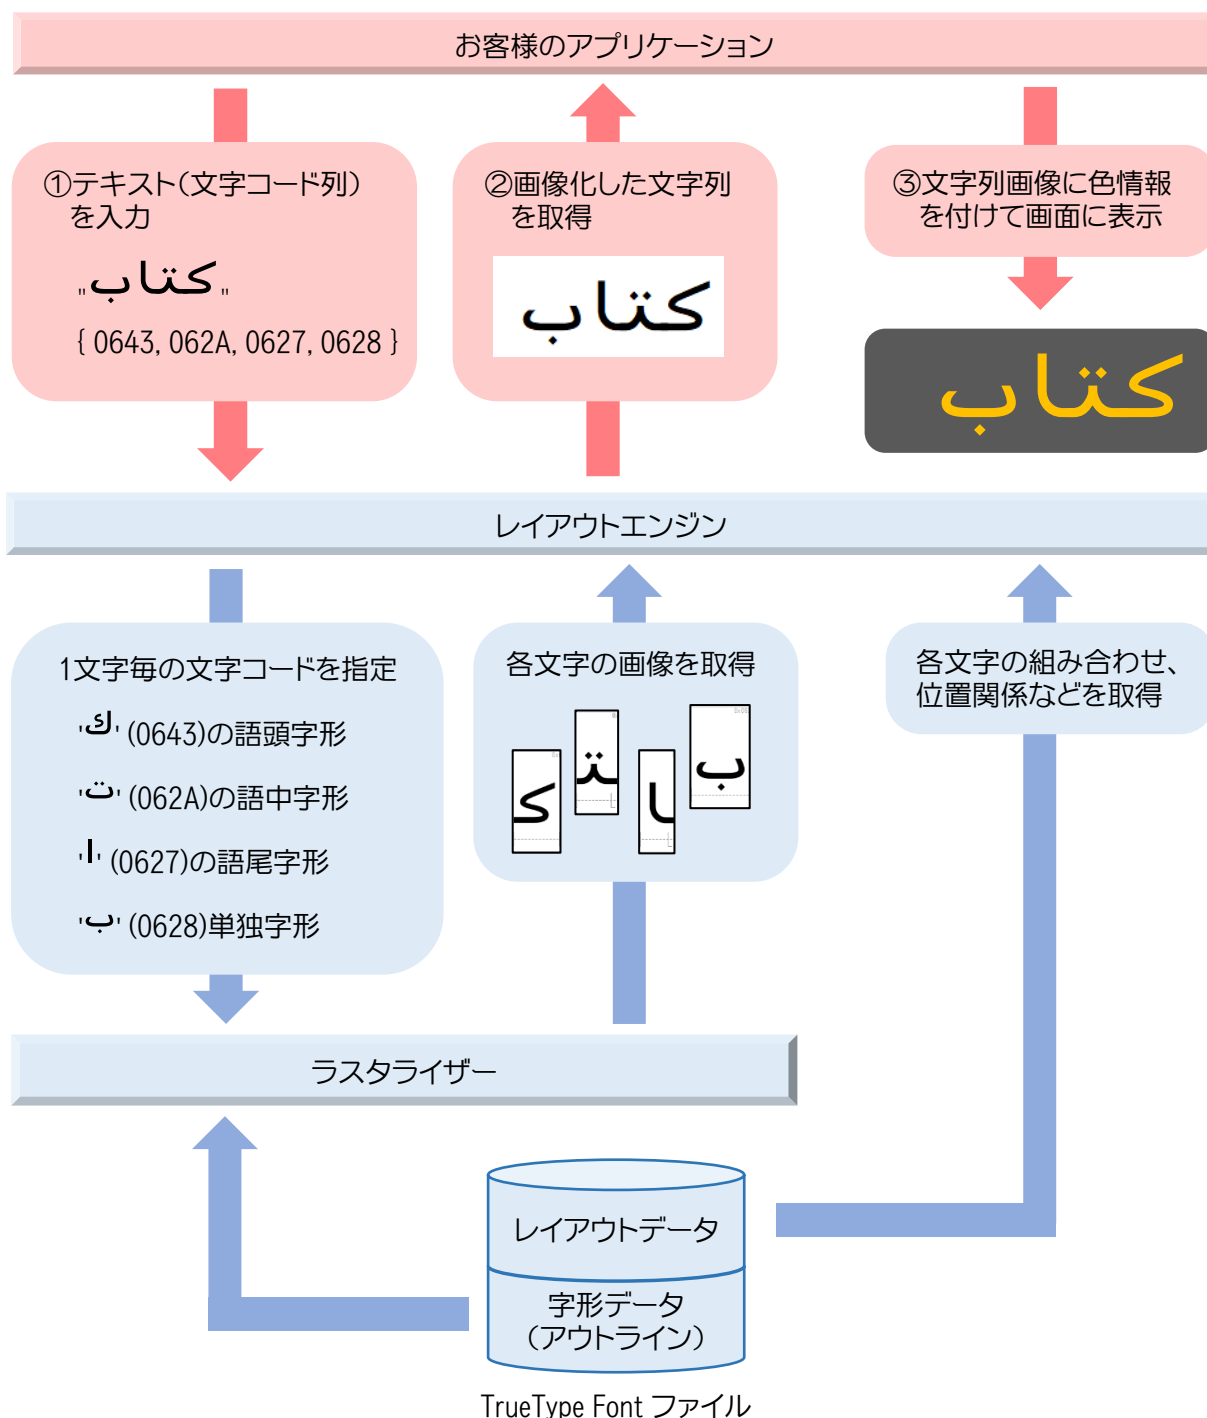 お客様のアプリケーション
①テキスト（文字コード列）
を入力
"كتاب"
{ 0643, 062A, 0627, 0628 }
②画像化した文字列
を取得
كتاب
③文字列画像に色情報
を付けて画面に表示
كتاب
レイアウトエンジン
1文字毎の文字コードを指定
'ك' (0643)の語頭字形
'ت' (062A)の語中字形
'ا' (0627)の語尾字形
'ب' (0628)単独字形
各文字の画像を取得
كـ ـتـ ـا ب
各文字の組み合わせ、
位置関係などを取得
ラスタライザー
レイアウトデータ
字形データ
（アウトライン）
TrueType Font ファイル